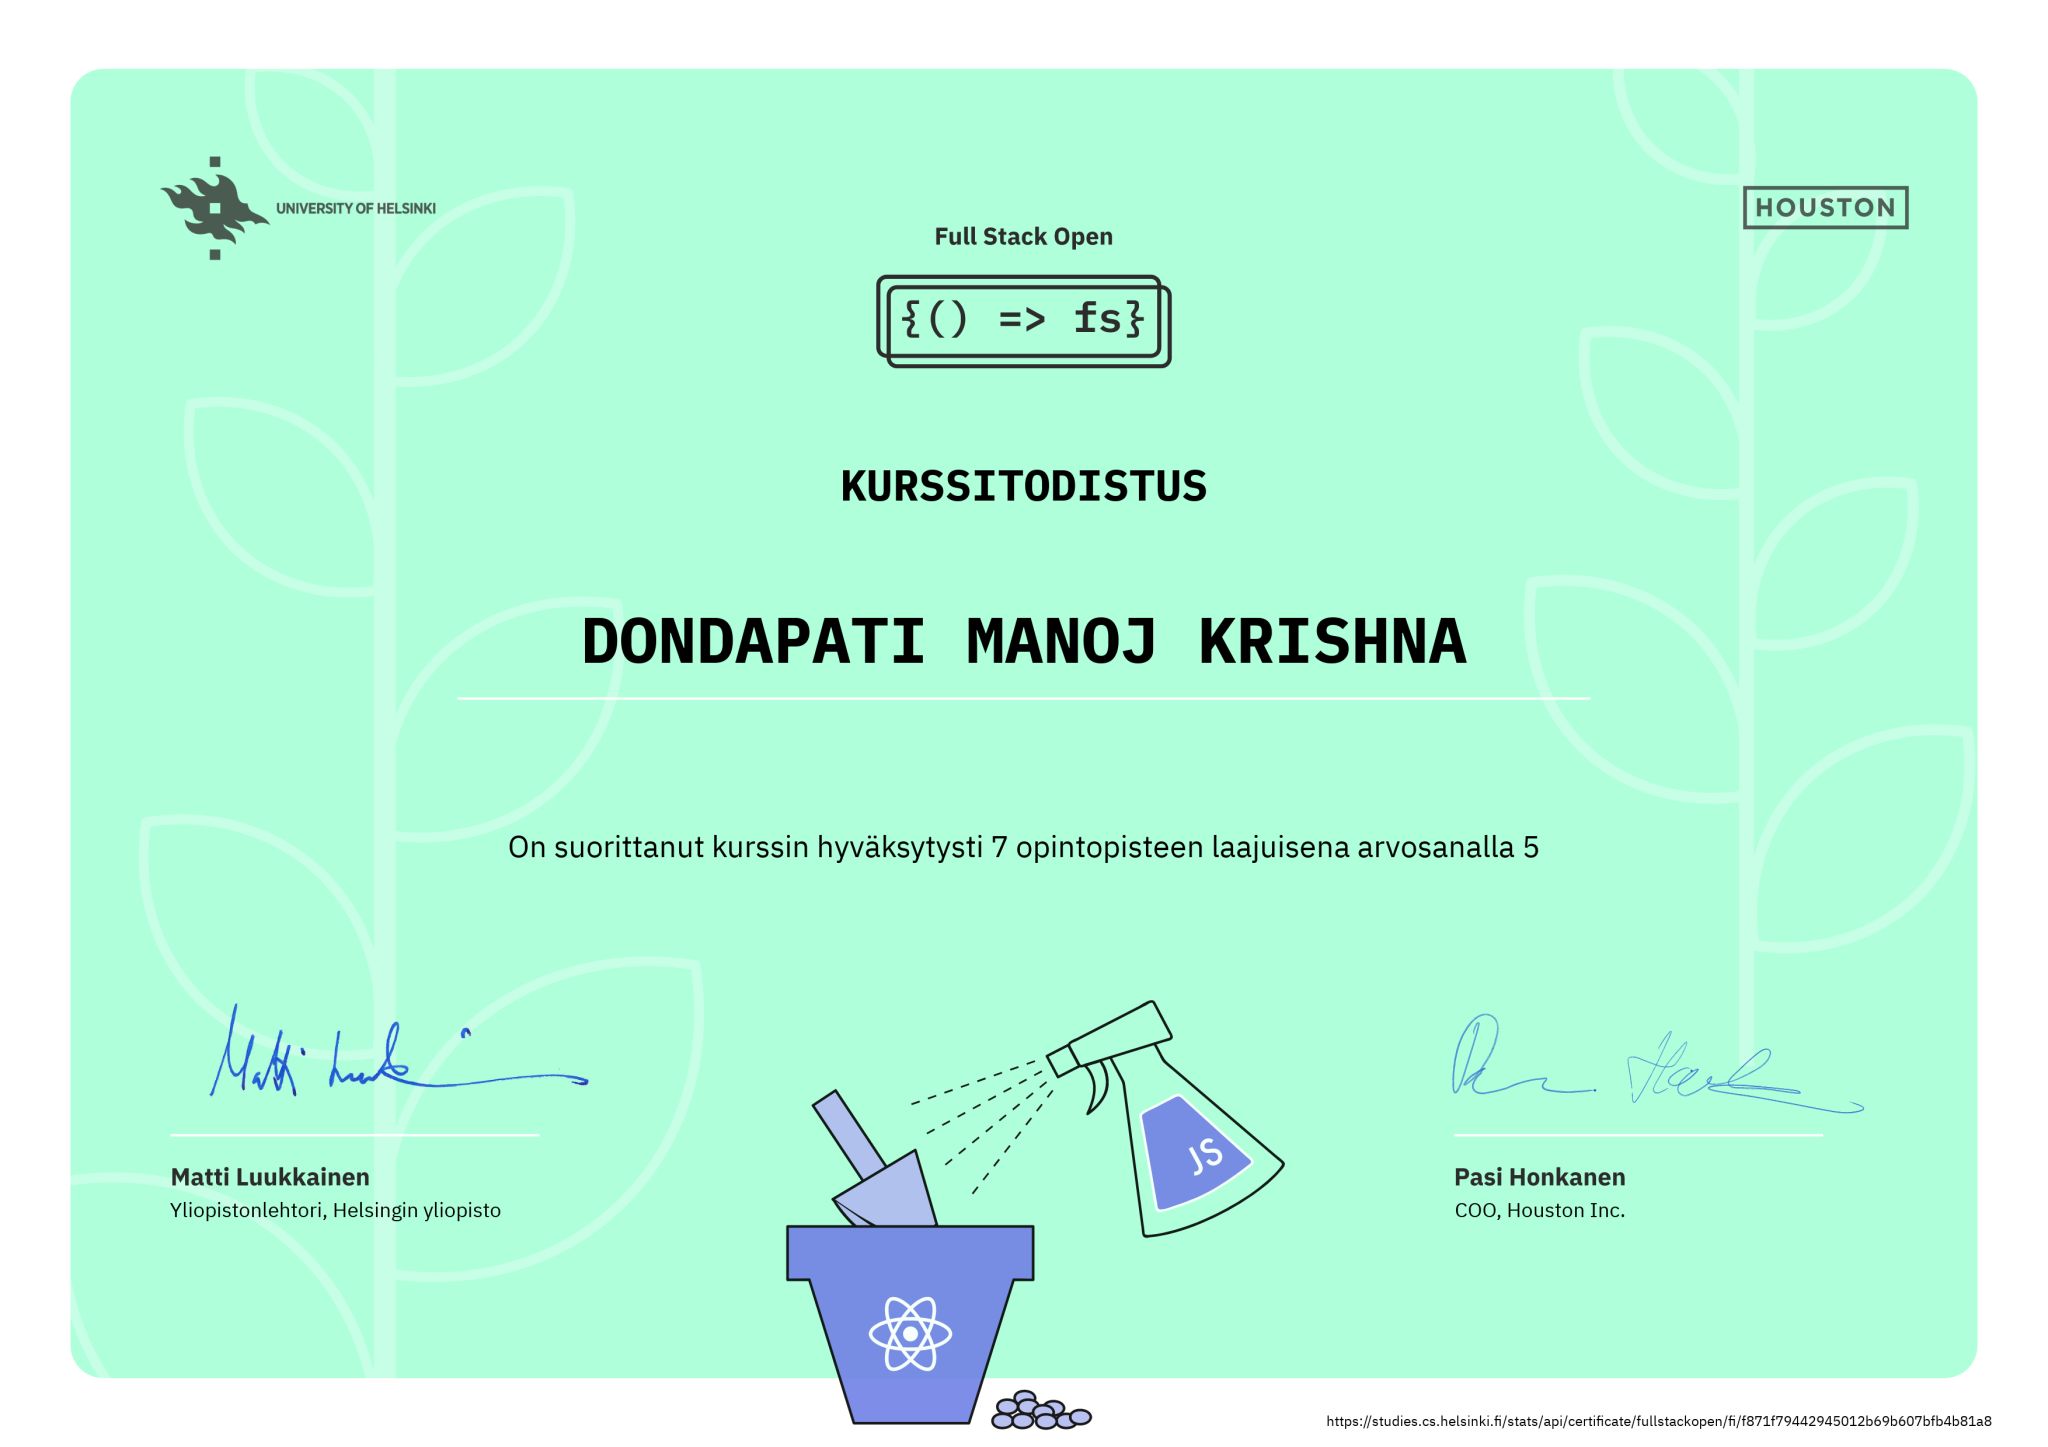 UNIVERSITY OF HELSINKI
HOUSTON
Full Stack Open
{() => fs}
KURSSITODISTUS
DONDAPATI MANOJ KRISHNA
On suorittanut kurssin hyväksytysti 7 opintopisteen laajuisena arvosanalla 5
JS
Matti Luukkainen
Yliopistonlehtori, Helsingin yliopisto
Pasi Honkanen
COO, Houston Inc.
https://studies.cs.helsinki.fi/stats/api/certificate/fullstackopen/fi/f871f79442945012b69b607bfb4b81a8